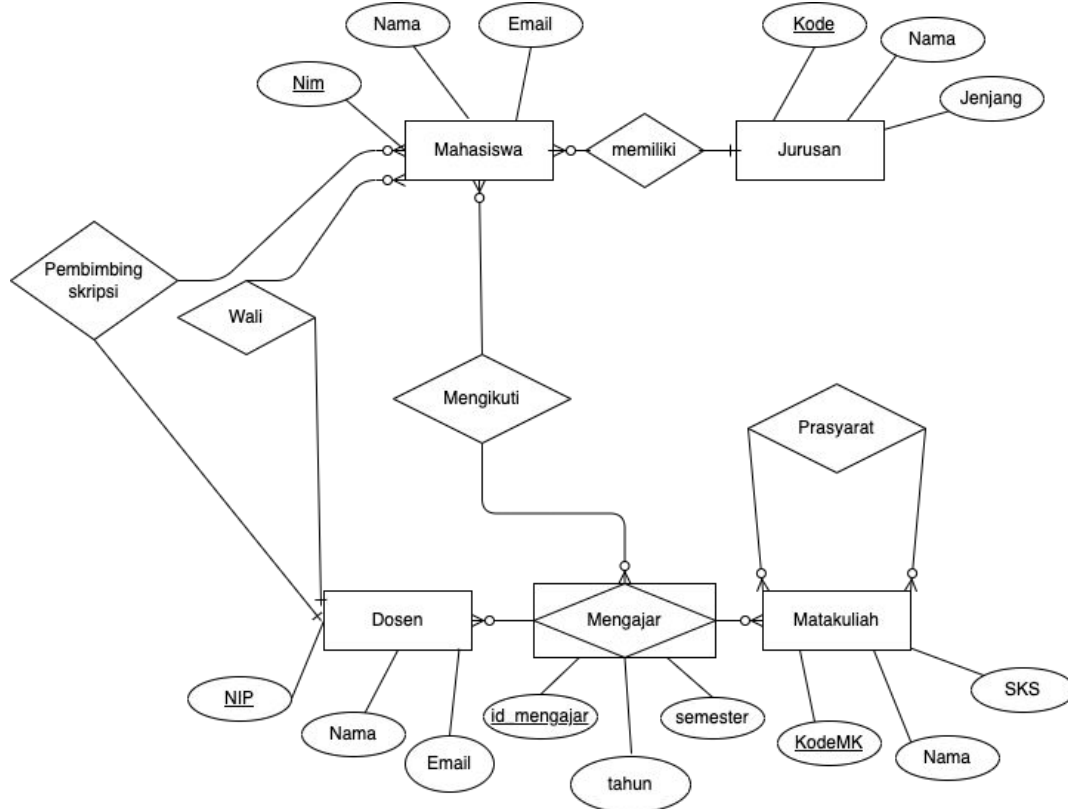 Nama
Email
Kode
Nama
Nim
Jenjang
Mahasiswa
memiliki
Jurusan
Pembimbing
skripsi
Wali
Mengikuti
Prasyarat
Dosen
Mengajar
Matakuliah
NIP
Nama
Email
id_mengajar
semester
tahun
KodeMK
Nama
SKS